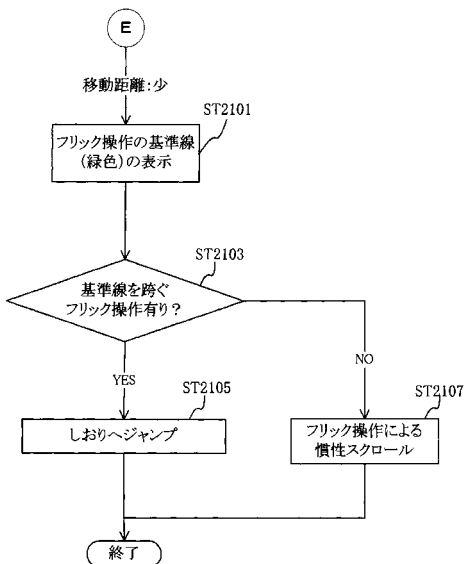 E
移動距離:少
ST2101
フリック操作の基準線
(緑色)の表示
ST2103
基準線を跨ぐ
フリック操作有り?
YES
NO
ST2105
しおりへジャンプ
ST2107
フリック操作による
慣性スクロール
終了